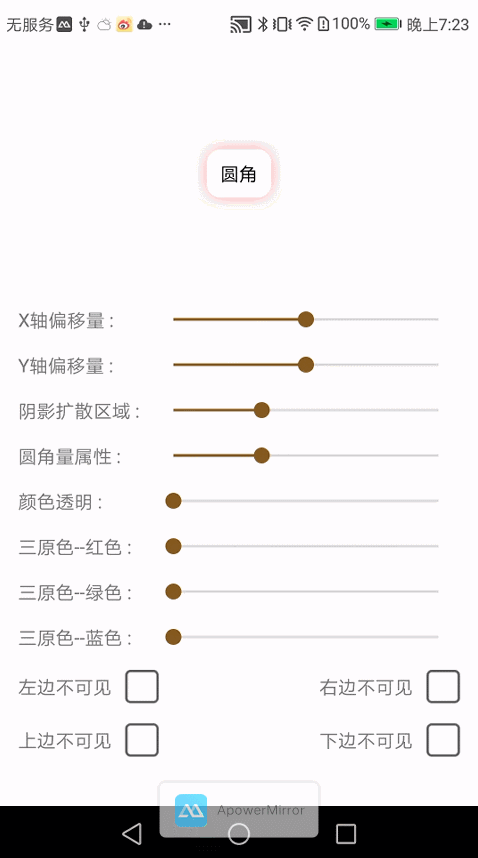 无服务 100% 晚上7:23
圆角
X轴偏移量 :
Y轴偏移量 :
阴影扩散区域 :
圆角量属性 :
颜色透明 :
三原色--红色 :
三原色--绿色 :
三原色--蓝色 :
左边不可见 右边不可见
上边不可见 下边不可见
ApowerMirror